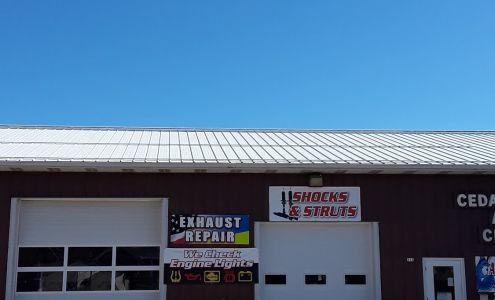 EXHAUST
REPAIR
We Check
Engine Lights
SHOCKS
& STRUTS
CEDA